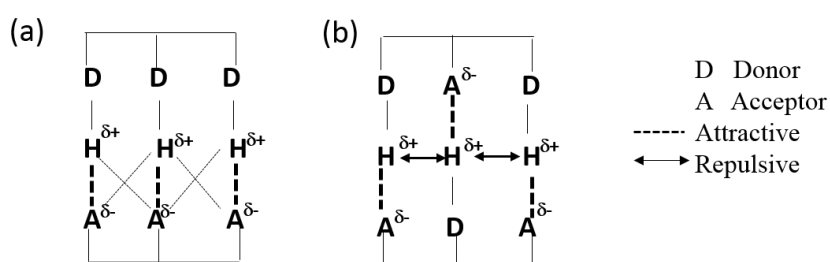 (a)
(b)
D D D
D A δ- D
H δ+ H δ+ H δ+
H δ+ H δ+ H δ+
A δ- A δ- A δ-
A δ- D A δ-
D Donor
A Acceptor
Attractive
Repulsive